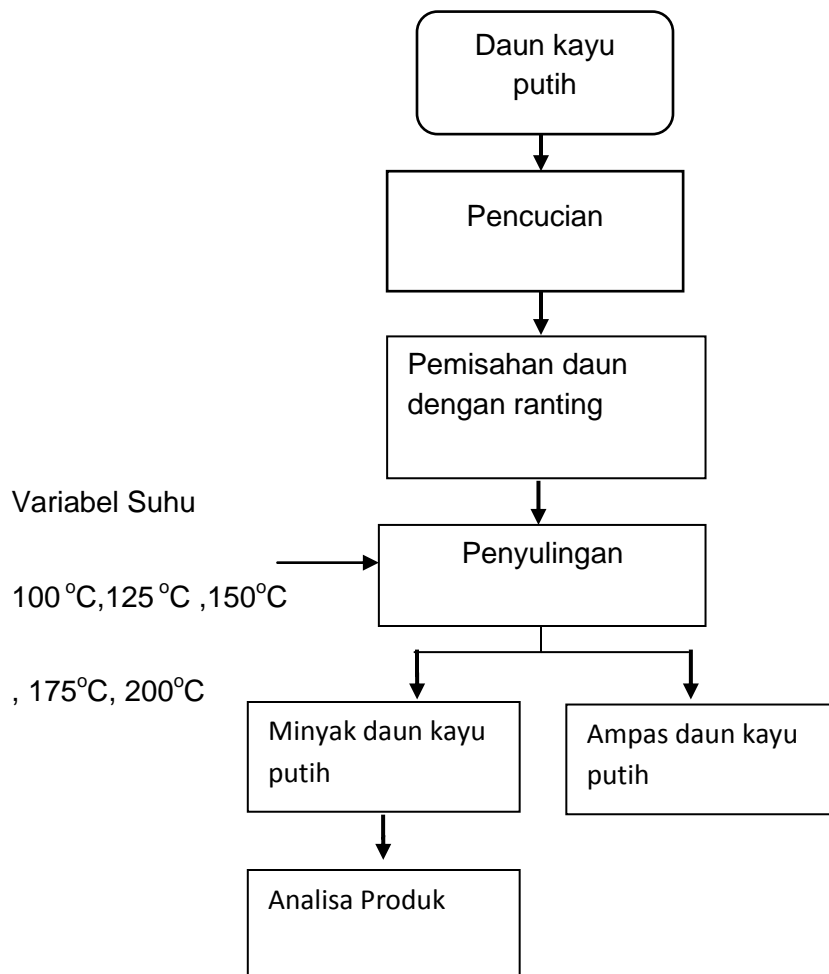 Daun kayu
putih
Pencucian
Pemisahan daun
dengan ranting
Variabel Suhu
100 °C,125 °C ,150°C
, 175°C, 200°C
Penyulingan
Minyak daun kayu
putih
Ampas daun kayu
putih
Analisa Produk